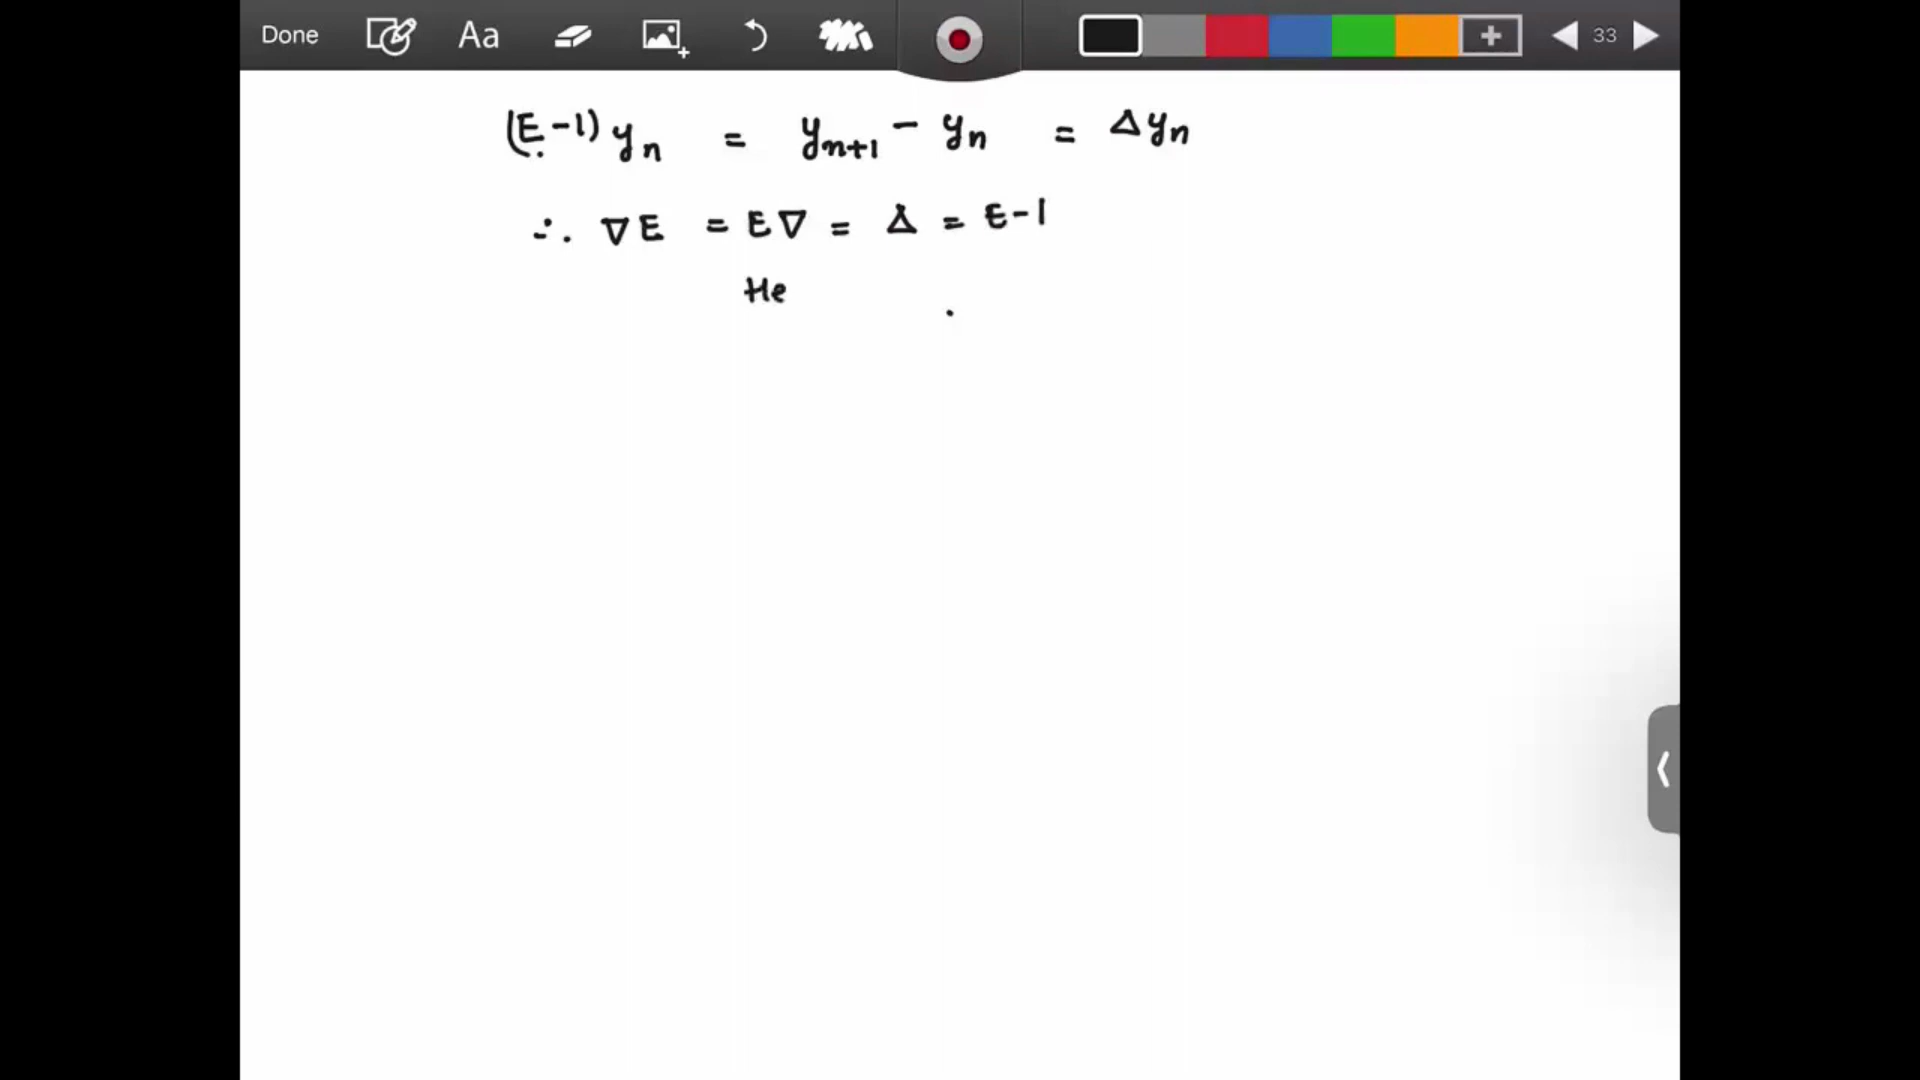 Done Aa 33
(E-1) yₙ = yₙ₊₁ - yₙ = Δyₙ
∴ ∇E = E∇ = Δ = E-1
He